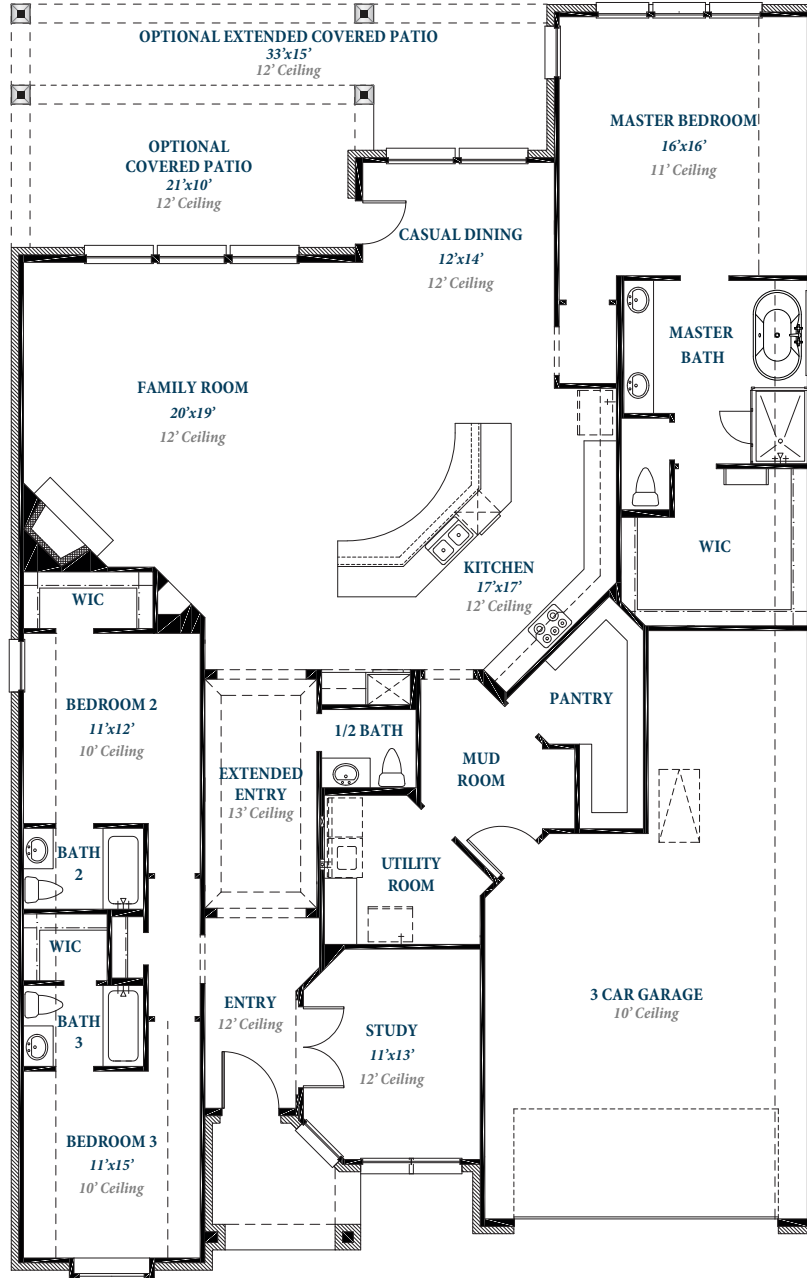 OPTIONAL EXTENDED COVERED PATIO
33'x15'
12' Ceiling
OPTIONAL
COVERED PATIO
21'x10'
12' Ceiling
MASTER BEDROOM
16'x16'
11' Ceiling
CASUAL DINING
12'x14'
12' Ceiling
MASTER
BATH
FAMILY ROOM
20'x19'
12' Ceiling
WIC
KITCHEN
17'x17'
12' Ceiling
WIC
BEDROOM 2
11'x12'
10' Ceiling
PANTRY
1/2 BATH
MUD
ROOM
EXTENDED
ENTRY
13' Ceiling
BATH
2
UTILITY
ROOM
WIC
ENTRY
12' Ceiling
3 CAR GARAGE
10' Ceiling
BATH
3
STUDY
11'x13'
12' Ceiling
BEDROOM 3
11'x15'
10' Ceiling